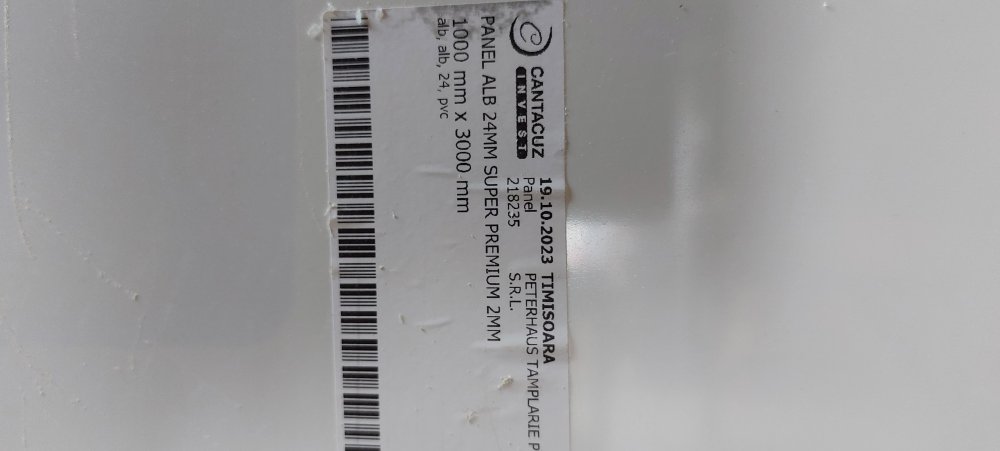 CANTACUZ
INVEST
19.10.2023 TIMISOARA
Panel PETERHAUS TAMPLARIE P
218235 S.R.L.
PANEL ALB 24MM SUPER PREMIUM 2MM
1000 mm x 3000 mm
alb, alb, 24, pvc